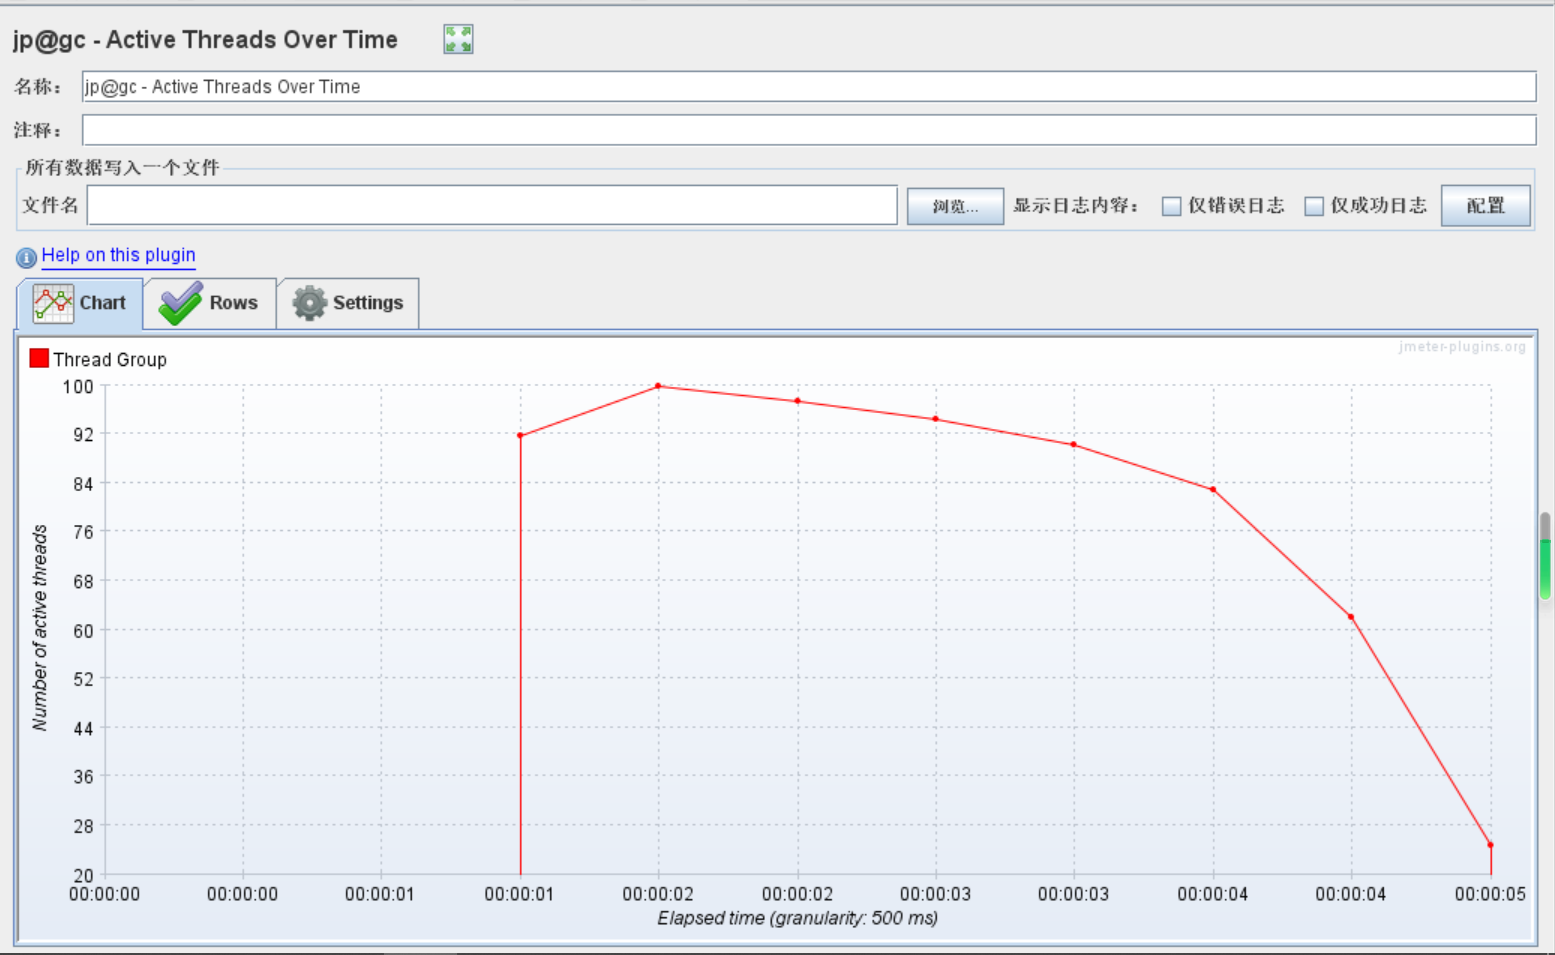 jp@gc - Active Threads Over Time
名称： jp@gc - Active Threads Over Time
注释：
所有数据写入一个文件
文件名 浏览... 显示日志内容： 仅错误日志 仅成功日志 配置
Help on this plugin
Chart Rows Settings
jmeter-plugins.org
Thread Group
100
92
84
76
68
60
52
44
36
28
20
Number of active threads
00:00:00 00:00:00 00:00:01 00:00:01 00:00:02 00:00:02 00:00:03 00:00:03 00:00:04 00:00:04 00:00:05
Elapsed time (granularity: 500 ms)